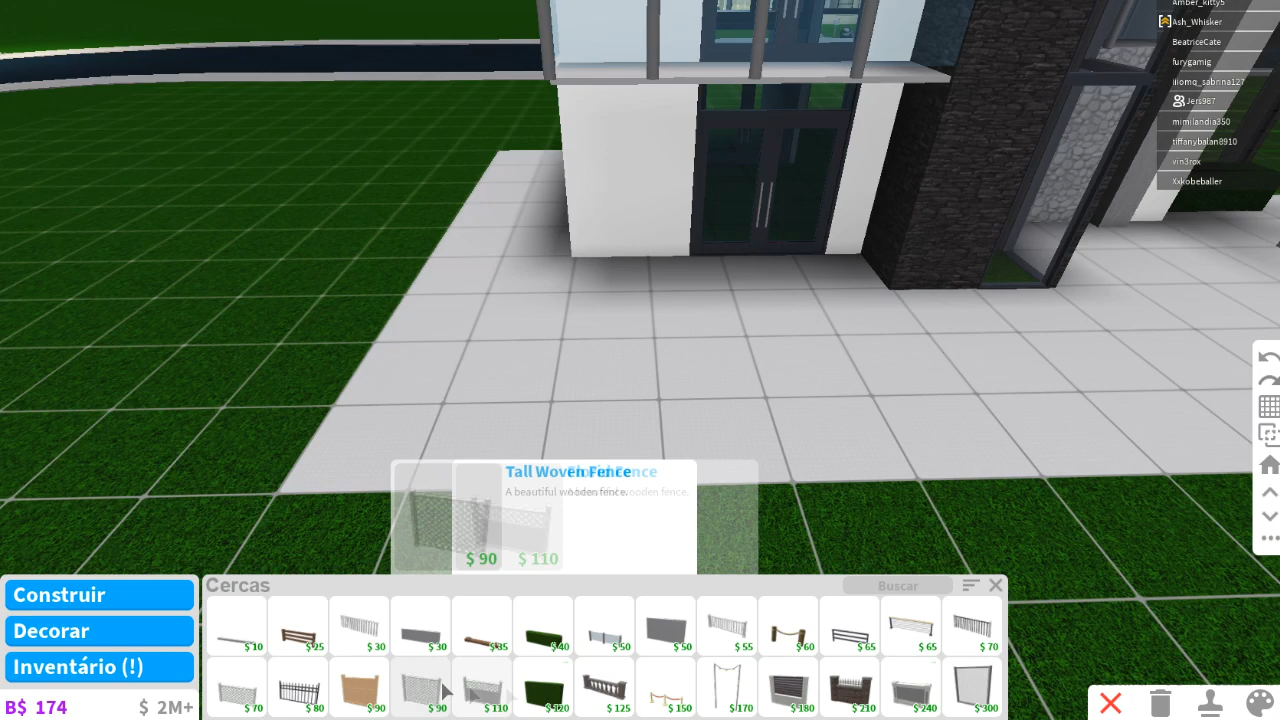 Amber_kitty5
Ash_Whisker
BeatriceCate
furygamig
iiiomq_sabrina127
Jers987
mimilandia350
tiffanybalan8910
vin3rox
Xxkobeballer
Tall Woven Fence
A beautiful wooden fence.
$ 90 $ 110
Construir
Decorar
Inventário (!)
B$ 174 $ 2M+
Cercas Buscar
$ 10 $ 25 $ 30 $ 30 $ 35 $ 40 $ 50 $ 50 $ 55 $ 60 $ 65 $ 65 $ 70
$ 70 $ 80 $ 90 $ 90 $ 110 $ 120 $ 125 $ 150 $ 170 $ 180 $ 210 $ 240 $ 300